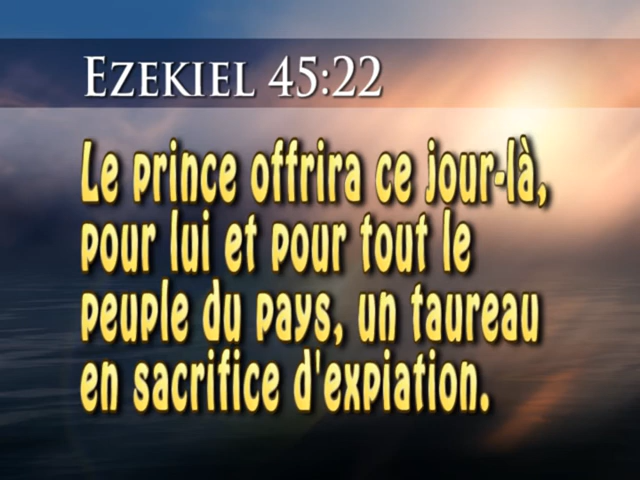 Ezekiel 45:22
Le prince offrira ce jour-là,
pour lui et pour tout le
peuple du pays, un taureau
en sacrifice d'expiation.